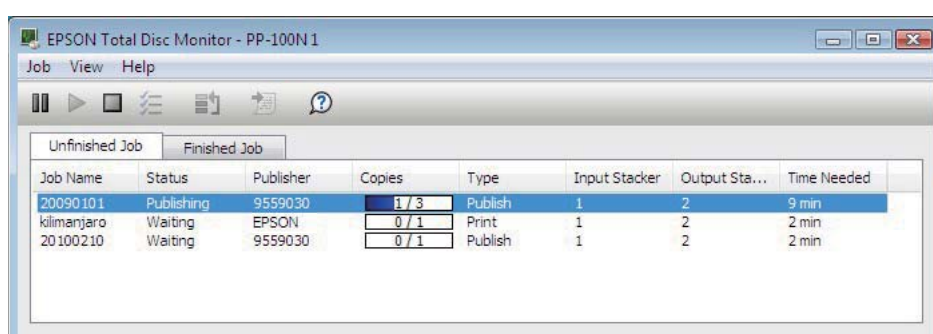 EPSON Total Disc Monitor - PP-100N 1
Job View Help
Unfinished Job Finished Job
Job Name Status Publisher Copies Type Input Stacker Output Sta... Time Needed
20090101 Publishing 9559030 1 / 3 Publish 1 2 9 min
kilimanjaro Waiting EPSON 0 / 1 Print 1 2 2 min
20100210 Waiting 9559030 0 / 1 Publish 1 2 2 min